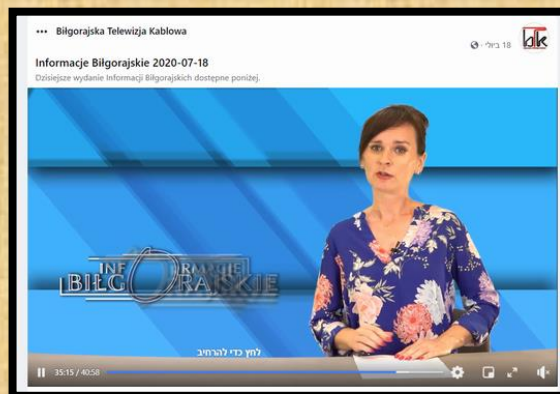 ••• Biłgorajska Telewizja Kablowa
18 ביולי ·
btk
Informacje Biłgorajskie 2020-07-18
Dzisiejsze wydanie Informacji Biłgorajskich dostępne poniżej.
INFORMACJE
BIŁGORAJSKIE
לחץ כדי להרחיב
35:15 / 40:58